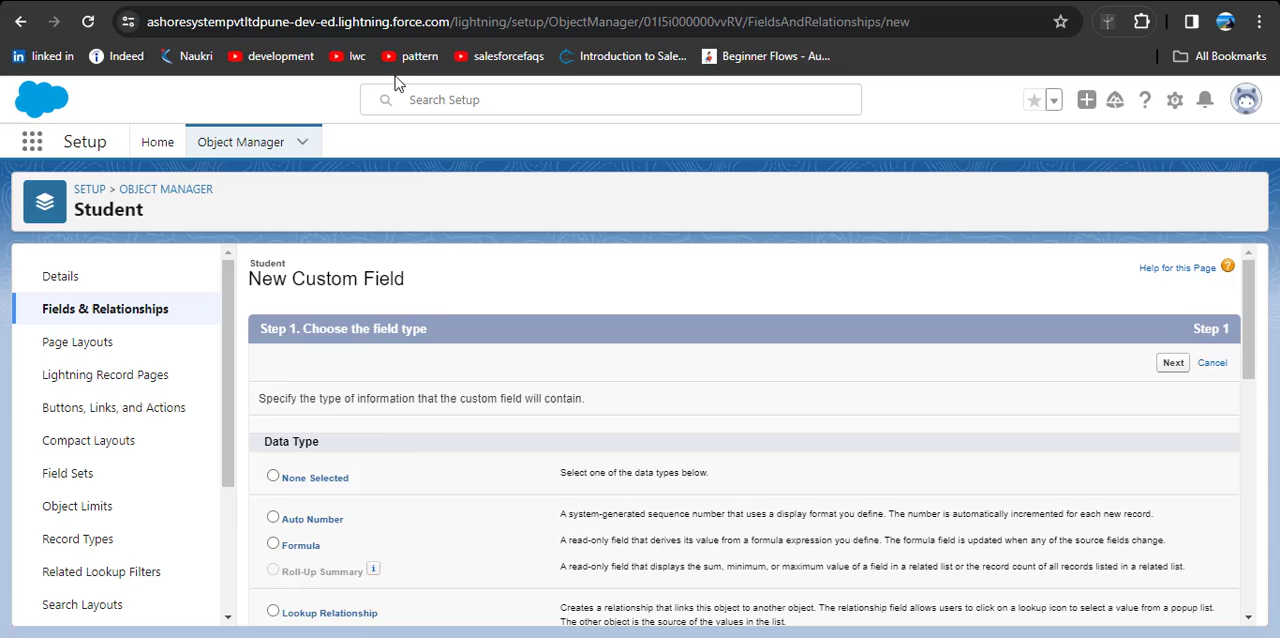 ashoresystempvtltdpune-dev-ed.lightning.force.com/lightning/setup/ObjectManager/01I5i000000vvRV/FieldsAndRelationships/new
linked in
Indeed
Naukri
development
lwc
pattern
salesforcefaqs
Introduction to Sale...
Beginner Flows - Au...
All Bookmarks
Search Setup
Setup
Home
Object Manager
SETUP > OBJECT MANAGER
Student
Details
Fields & Relationships
Page Layouts
Lightning Record Pages
Buttons, Links, and Actions
Compact Layouts
Field Sets
Object Limits
Record Types
Related Lookup Filters
Search Layouts
Student
New Custom Field
Help for this Page
Step 1. Choose the field type
Step 1
Next
Cancel
Specify the type of information that the custom field will contain.
Data Type
None Selected
Select one of the data types below.
Auto Number
A system-generated sequence number that uses a display format you define. The number is automatically incremented for each new record.
Formula
A read-only field that derives its value from a formula expression you define. The formula field is updated when any of the source fields change.
Roll-Up Summary
A read-only field that displays the sum, minimum, or maximum value of a field in a related list or the record count of all records listed in a related list.
Lookup Relationship
Creates a relationship that links this object to another object. The relationship field allows users to click on a lookup icon to select a value from a popup list.
The other object is the source of the values in the list.